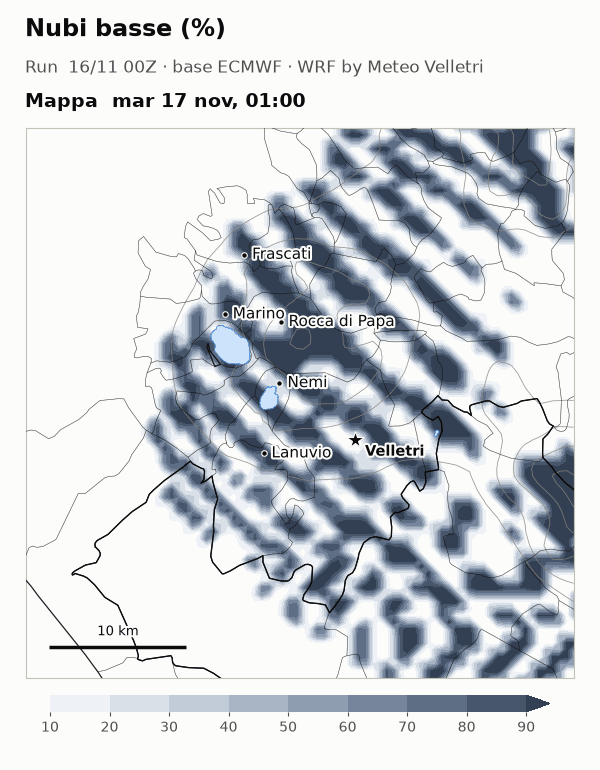 Nubi basse (%)
Run  16/11 00Z · base ECMWF · WRF by Meteo Velletri
Mappa  mar 17 nov, 01:00
Frascati
Marino
Rocca di Papa
Nemi
Velletri
Lanuvio
10 km
10 20 30 40 50 60 70 80 90